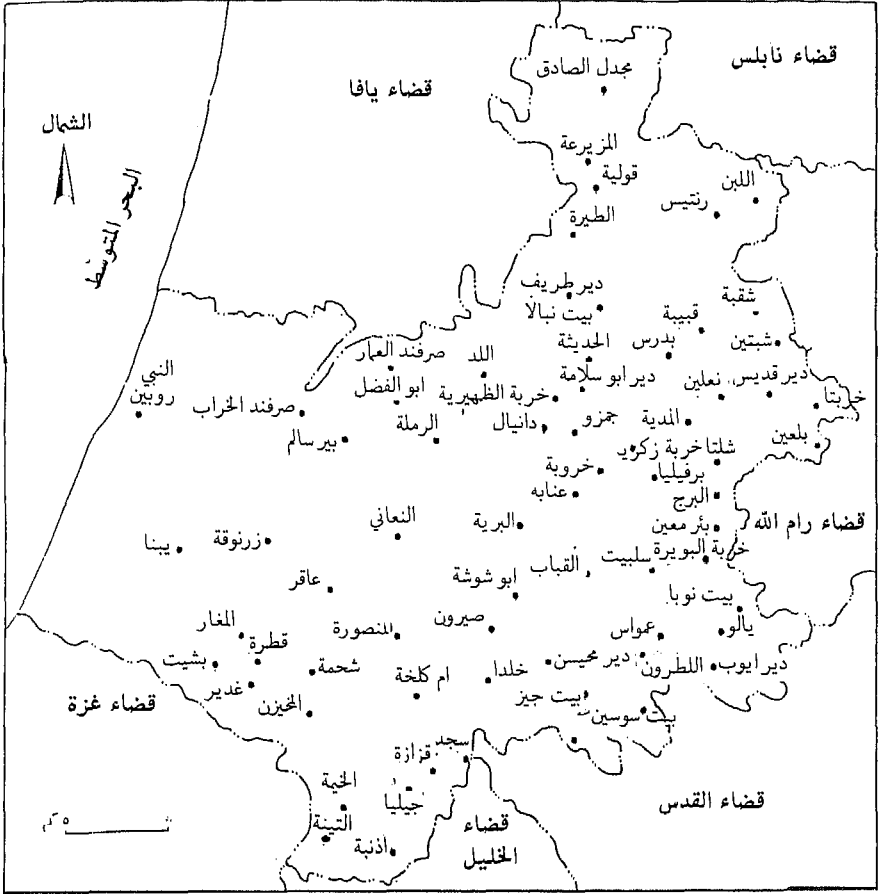 قضاء نابلس
مجدل الصادق
قضاء يافا
الشمال
المزيرعة
قولية
اللبن
رنتيس
البحر المتوسط
الطيرة
دير طريف
شقبة
بيت نبالا
قبيبة
الحديثة
بدرس
شبتين
صرفند العمار
اللد
النبي
روبين
ابو الفضل
خربة الظهيرية
دير ابو سلامة
نعلين
دير قديس
خربتا
صرفند الخراب
الرملة
دانيال
جمزو
المدية
بير سالم
بلعين
شلتا
خربة زكريا
خروبة
برفيليا
عنابه
البرج
النعاني
البرية
بئر معين
قضاء رام الله
يبنا
زرنوقة
خربة البويرة
سلبيت
القباب
عاقر
ابو شوشة
بيت نوبا
المغار
المنصورة
صيرون
عمواس
يالو
قطرة
بشيت
شحمة
خلدا
دير محيسن
اللطرون
دير ايوب
غدير
ام كلخة
قضاء غزة
المخيزن
بيت جيز
بيت سوسين
سجد
قزازة
الخيمة
جيليا
قضاء القدس
٥ كم
التينة
اذنبة
قضاء
الخليل